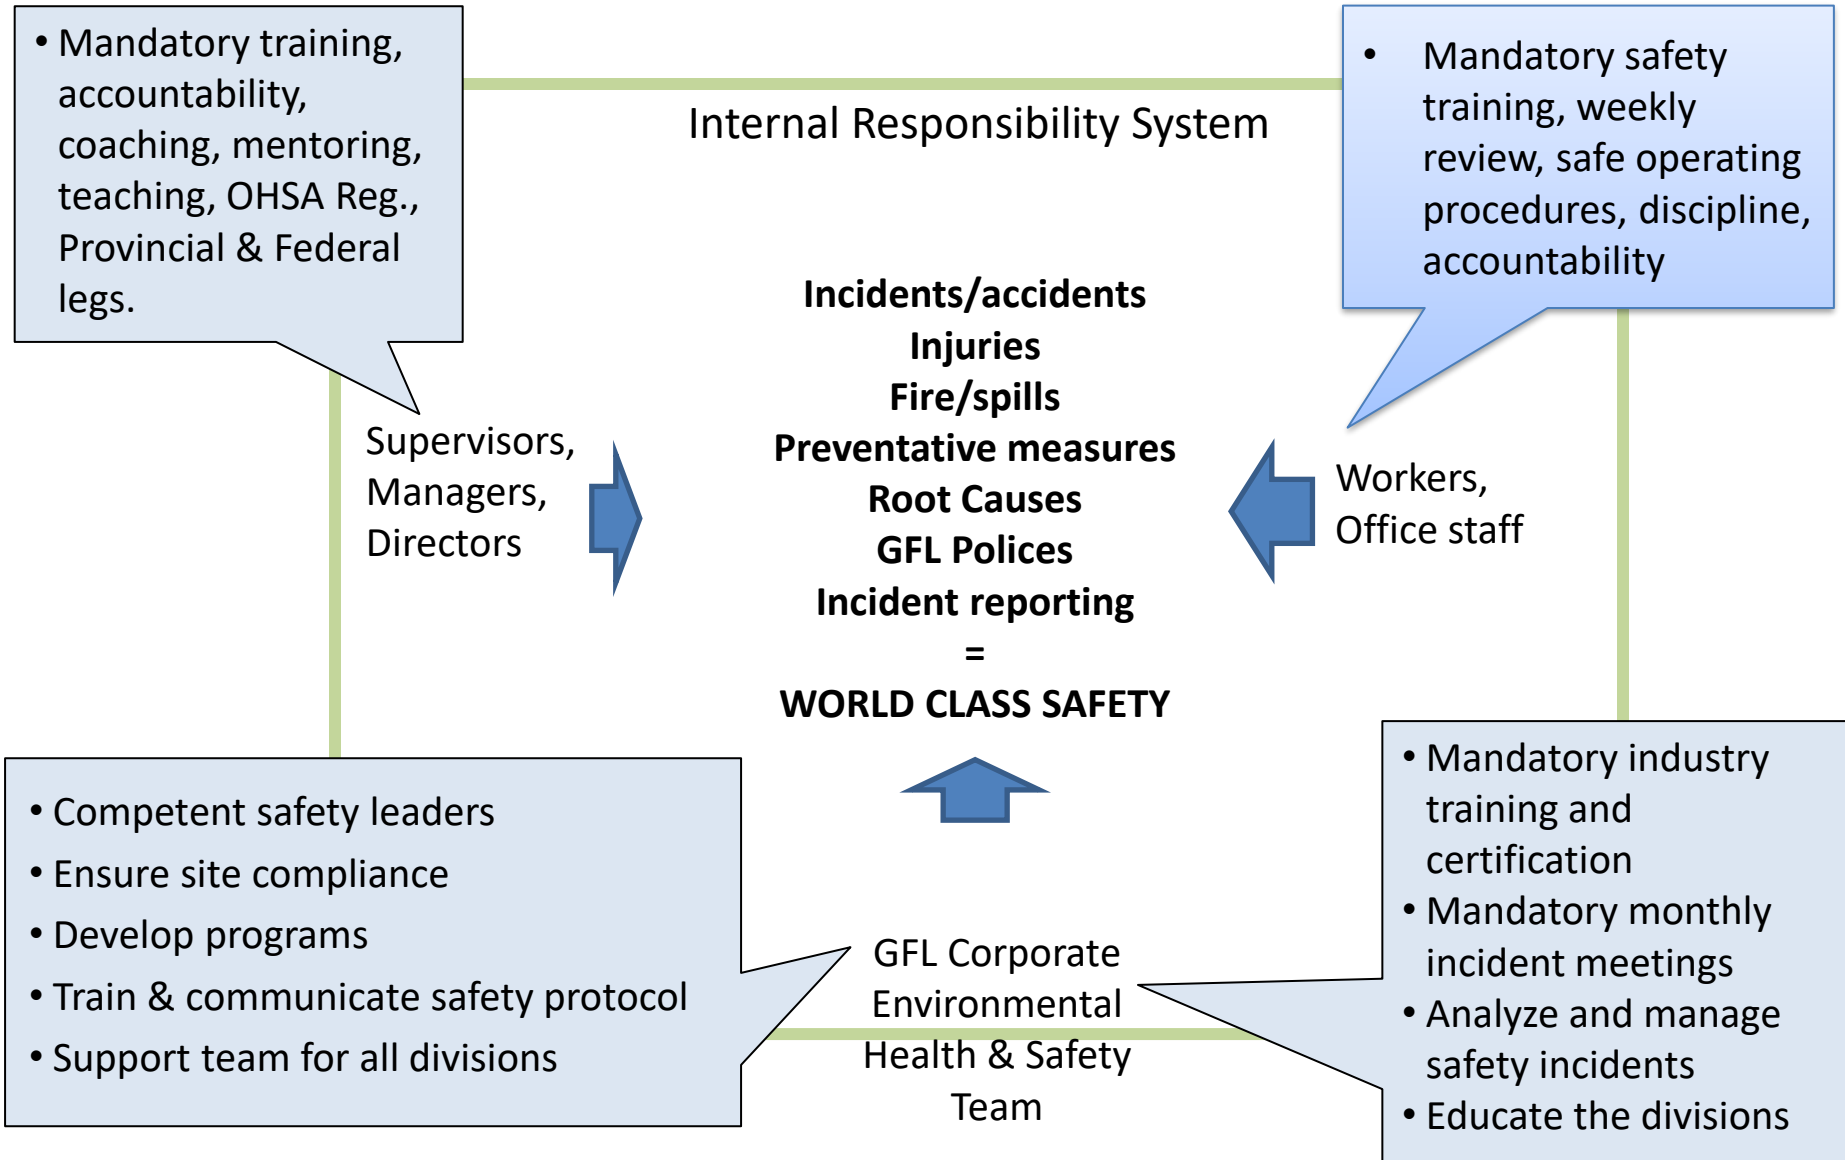 • Mandatory training,
accountability,
coaching, mentoring,
teaching, OHSA Reg.,
Provincial & Federal
legs.
Internal Responsibility System
• Mandatory safety
training, weekly
review, safe operating
procedures, discipline,
accountability
Incidents/accidents
Injuries
Fire/spills
Preventative measures
Root Causes
GFL Polices
Incident reporting
=
WORLD CLASS SAFETY
Supervisors,
Managers,
Directors
Workers,
Office staff
• Competent safety leaders
• Ensure site compliance
• Develop programs
• Train & communicate safety protocol
• Support team for all divisions
GFL Corporate
Environmental
Health & Safety
Team
• Mandatory industry
training and
certification
• Mandatory monthly
incident meetings
• Analyze and manage
safety incidents
• Educate the divisions